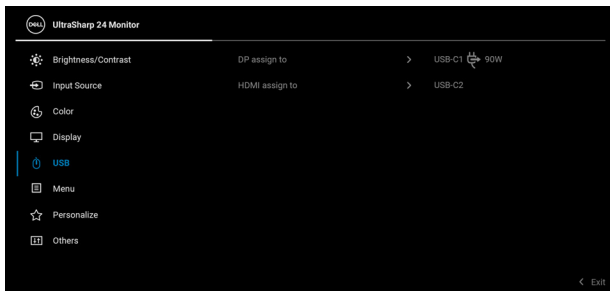 DELL UltraSharp 24 Monitor
Brightness/Contrast DP assign to > USB-C1 90W
Input Source HDMI assign to > USB-C2
Color
Display
USB
Menu
Personalize
Others
< Exit